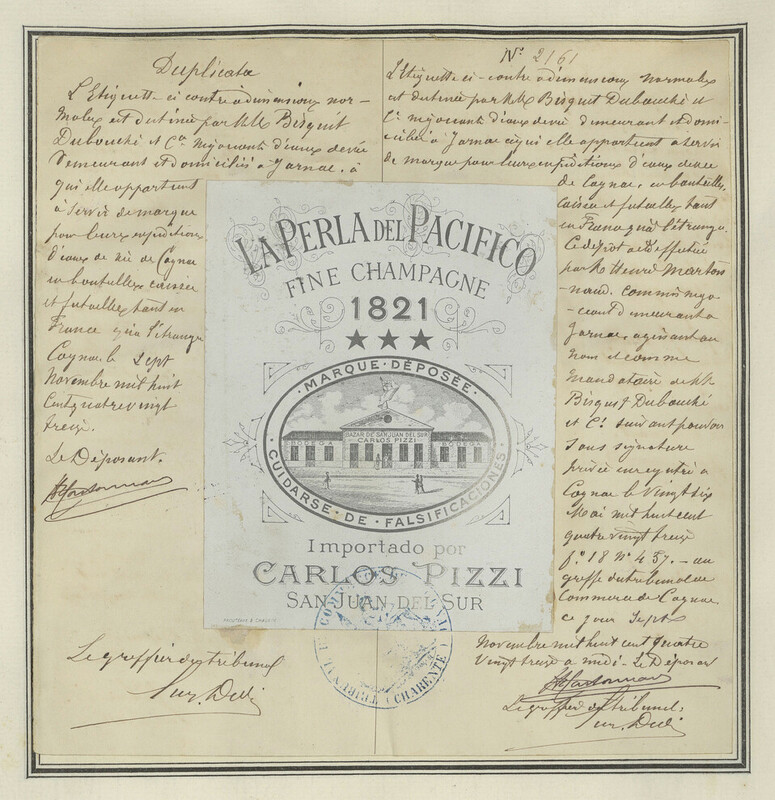 Duplicata
L'Etiquette ci contre à dimensions nor-
males est destinée par MM. Bisquit
Dubouché et Cie négociants d'eaux de vie
demeurant et domiciliés à Jarnac, à
qui elle appartient
à servir de marque
pour leurs expéditions
d'eaux de vie de Cognac
en bouteilles caisses
et futailles tant en
France qu'à l'étranger
Cognac le Sept
Novembre mil huit
cent quatre vingt
treize.
Le Déposant.
Le greffier du tribunal
N° 2161
L'Etiquette ci-contre à dimensions normales
est destinée par MM. Bisquit Dubouché et
Cie négociants d'eaux de vie demeurant et domi-
ciliés à Jarnac à qui elle appartient à servir
de marque pour leurs expéditions d'eaux de vie
de Cognac, en bouteilles,
caisses et futailles tant
en France qu'à l'étranger
Ce dépôt a été effectué
par M. Henri Marton
-naud. commis négo-
ciant demeurant à
Jarnac, agissant au
nom et comme
mandataire de MM.
Bisquit Dubouché
et Cie suivant pouvoir
sous signature
privée enregistré à
Cognac le vingt six
Mai mil huit cent
quatre vingt treize
f° 18 N° 457. - au
greffe du tribunal de
Commerce de Cognac
ce jour Sept
Novembre mil huit cent quatre
vingt treize à midi - Le Déposant
Le greffier du tribunal:
LA PERLA DEL PACIFICO
FINE CHAMPAGNE
1821
MARQUE DÉPOSÉE
BAZAR DE SAN JUAN DEL SUR
CARLOS PIZZI
BODEGA
BODEGA
CUIDARSE DE FALSIFICACIONES
Importado por
CARLOS PIZZI
SAN JUAN DEL SUR
TRIBUNAL
(CHARENTE)